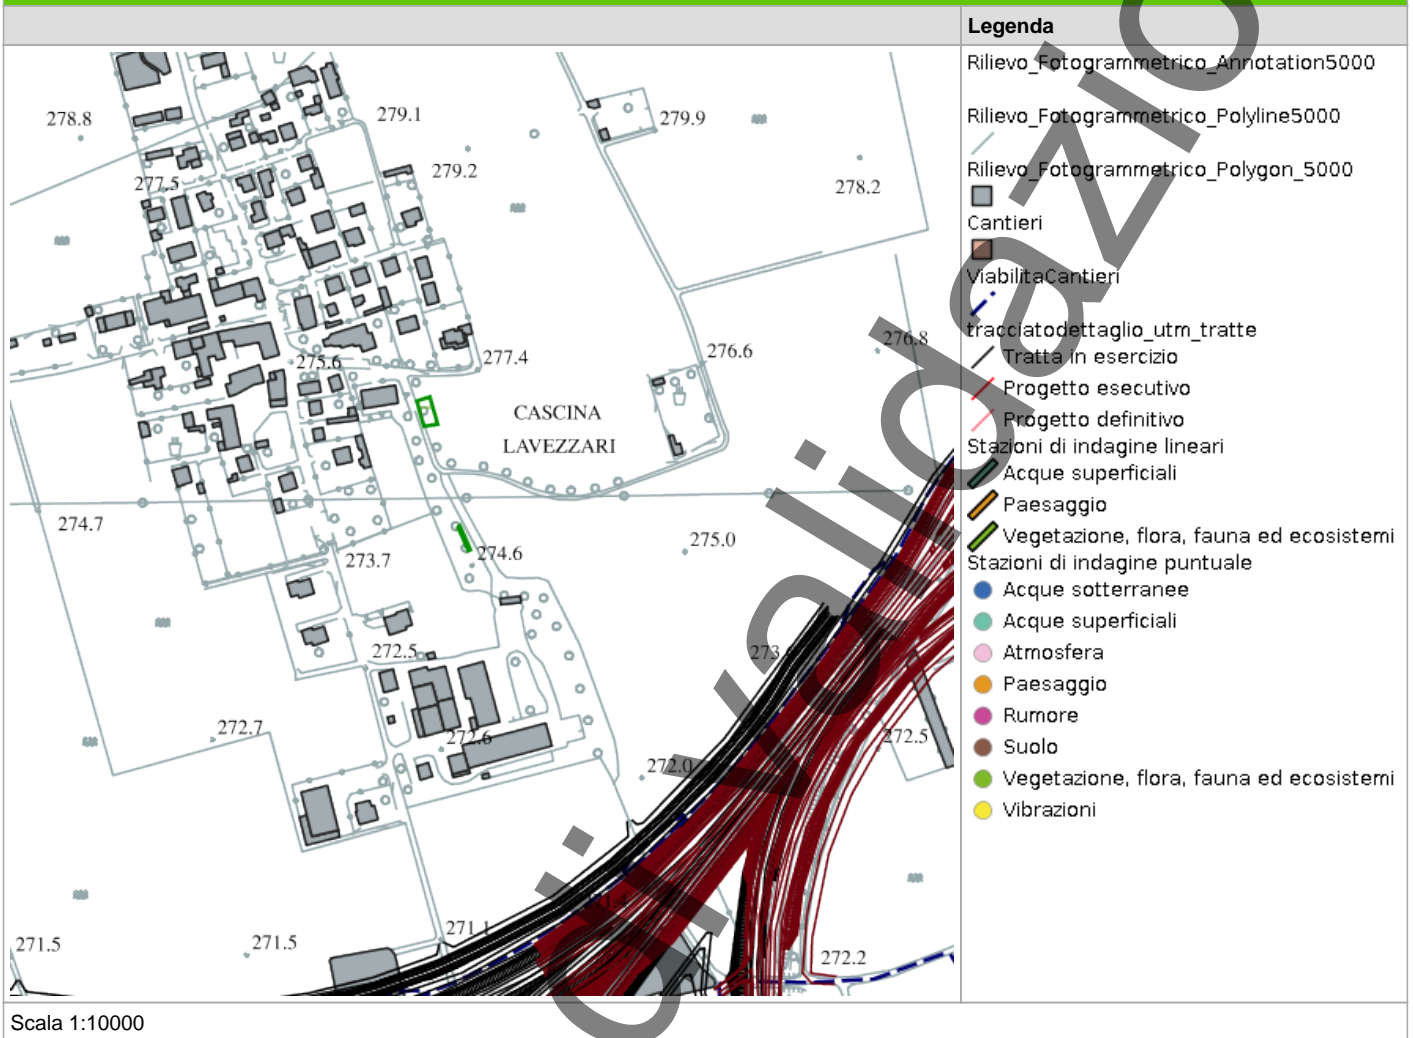 Legenda
278.8
279.1
279.9
279.2
277.5
278.2
276.8
277.4
276.6
275.6
CASCINA
LAVEZZARI
274.7
275.0
274.6
273.7
272.5
272.7
272.6
272.0
272.5
271.1
271.5
271.5
272.2
Rilievo_Fotogrammetrico_Annotation5000
Rilievo_Fotogrammetrico_Polyline5000
Rilievo_Fotogrammetrico_Polygon_5000
Cantieri
ViabilitaCantieri
tracciatodettaglio_utm_tratte
Tratta in esercizio
Progetto esecutivo
Progetto definitivo
Stazioni di indagine lineari
Acque superficiali
Paesaggio
Vegetazione, flora, fauna ed ecosistemi
Stazioni di indagine puntuale
Acque sotterranee
Acque superficiali
Atmosfera
Paesaggio
Rumore
Suolo
Vegetazione, flora, fauna ed ecosistemi
Vibrazioni
Scala 1:10000
di validazio